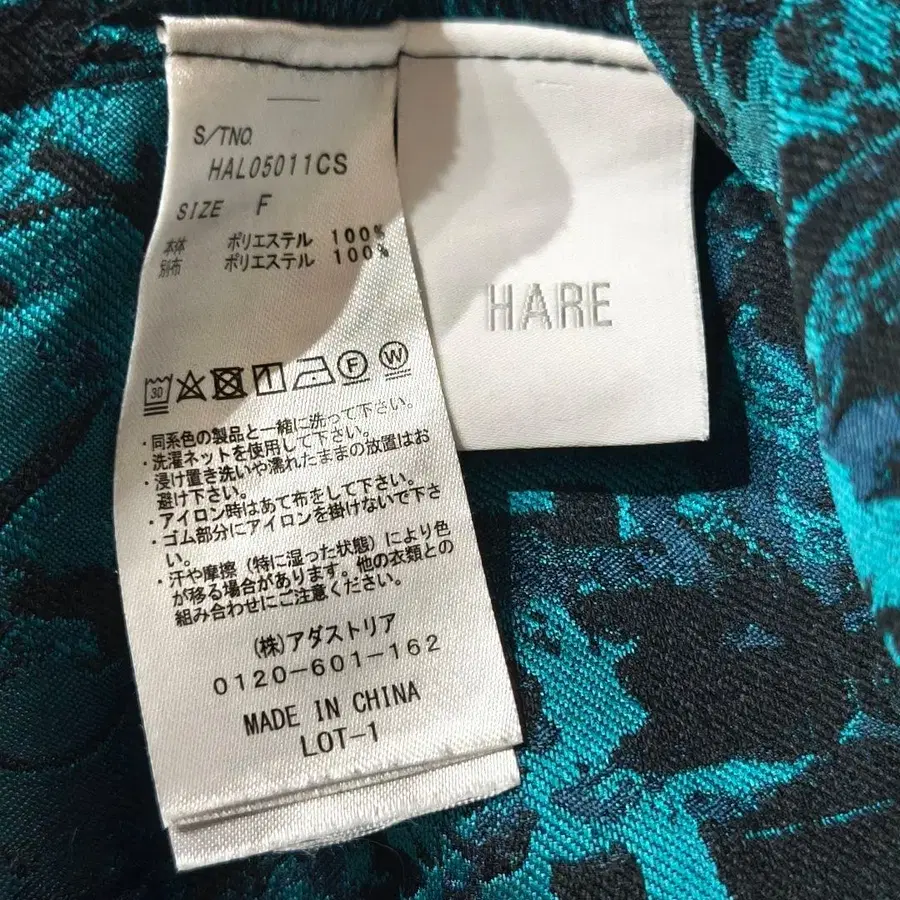 S/TNO.
HAL05011CS
SIZE F
本体 ポリエステル 100%
別布 ポリエステル 100%
30
F
W
・同系色の製品と一緒に洗って下さい。
・洗濯ネットを使用して下さい。
・浸け置き洗いや濡れたままの放置はお
避け下さい。
・アイロン時はあて布をして下さい。
・ゴム部分にアイロンを掛けないで下さ
い。
・汗や摩擦（特に湿った状態）により色
が移る場合があります。他の衣類との
組み合わせにご注意ください。
(株)アダストリア
0120-601-162
MADE IN CHINA
LOT-1
HARE